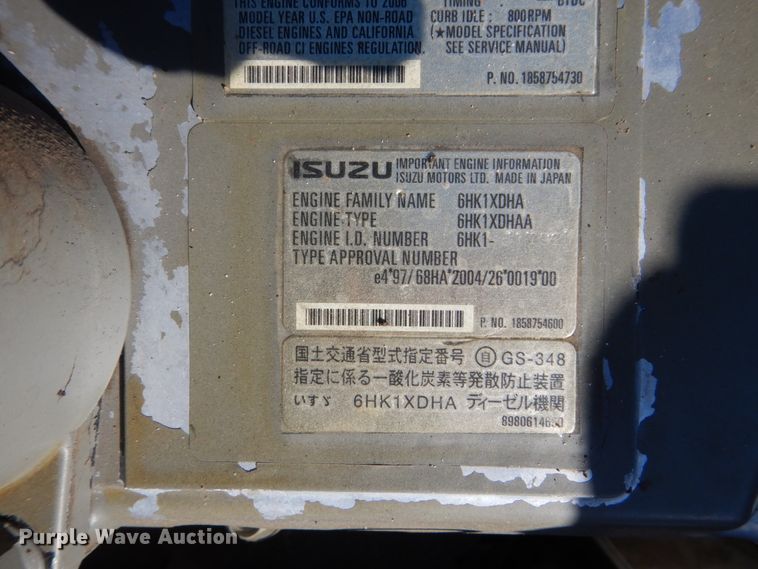 THIS ENGINE CONFORMS TO 2006
MODEL YEAR U.S. EPA NON-ROAD
DIESEL ENGINES AND CALIFORNIA
OFF-ROAD CI ENGINES REGULATION.
TIMING : BTDC
CURB IDLE : 800RPM
(★MODEL SPECIFICATION
SEE SERVICE MANUAL)
P. NO. 1858754730
ISUZU IMPORTANT ENGINE INFORMATION
ISUZU MOTORS LTD. MADE IN JAPAN
ENGINE FAMILY NAME 6HK1XDHA
ENGINE TYPE 6HK1XDHAA
ENGINE I.D. NUMBER 6HK1-
TYPE APPROVAL NUMBER
e4*97/68HA*2004/26*0019*00
P. NO. 1858754600
国土交通省型式指定番号 自 GS-348
指定に係る一酸化炭素等発散防止装置
いすゞ 6HK1XDHA ディーゼル機関
Purple Wave Auction